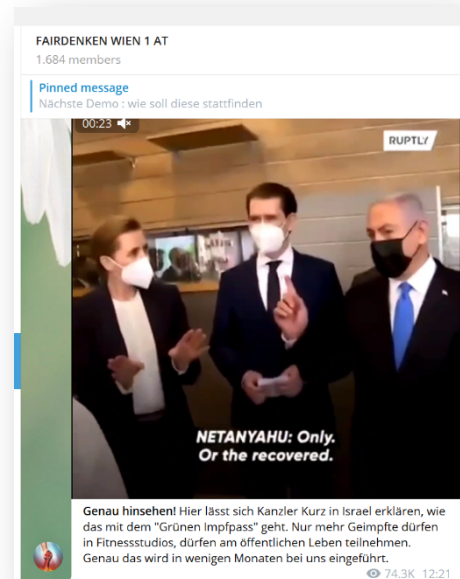 FAIRDENKEN WIEN 1 AT
1.684 members
Pinned message
Nächste Demo : wie soll diese stattfinden
00:23
RUPTLY
NETANYAHU: Only.
Or the recovered.
Genau hinsehen! Hier lässt sich Kanzler Kurz in Israel erklären, wie
das mit dem "Grünen Impfpass" geht. Nur mehr Geimpfte dürfen
in Fitnessstudios, dürfen am öffentlichen Leben teilnehmen.
Genau das wird in wenigen Monaten bei uns eingeführt.
74.3K 12:21